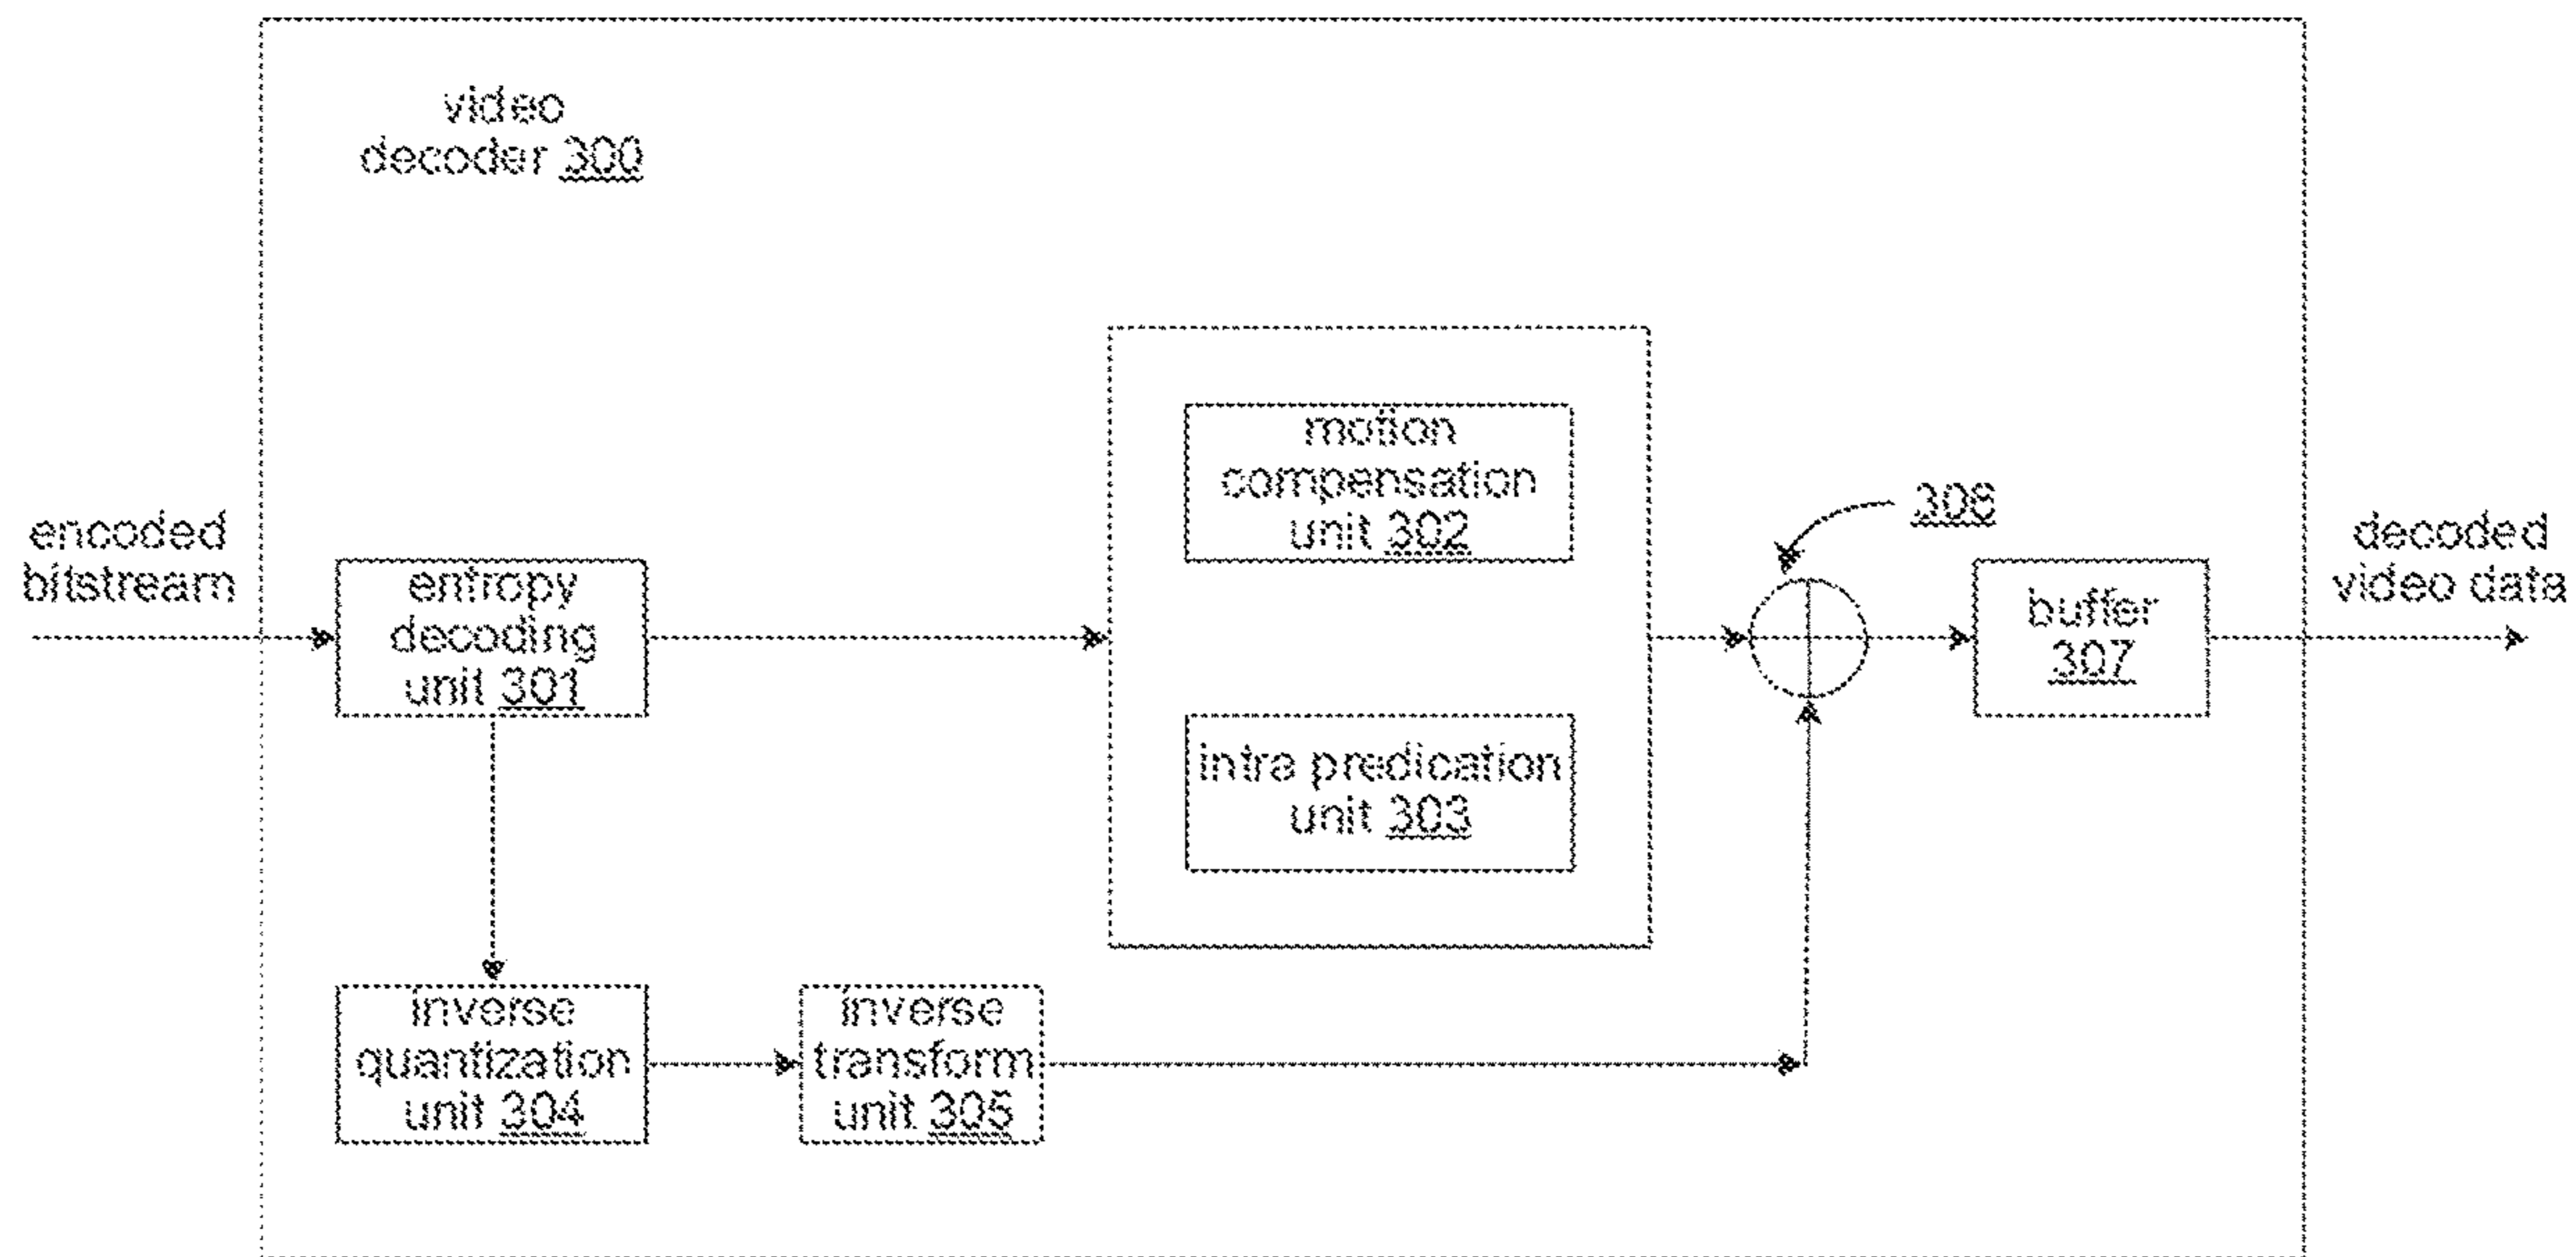 video
decoder 300
encoded
bitstream
entropy
decoding
unit 301
motion
compensation
unit 302
intra predication
unit 303
306
buffer
307
decoded
video data
inverse
quantization
unit 304
inverse
transform
unit 305